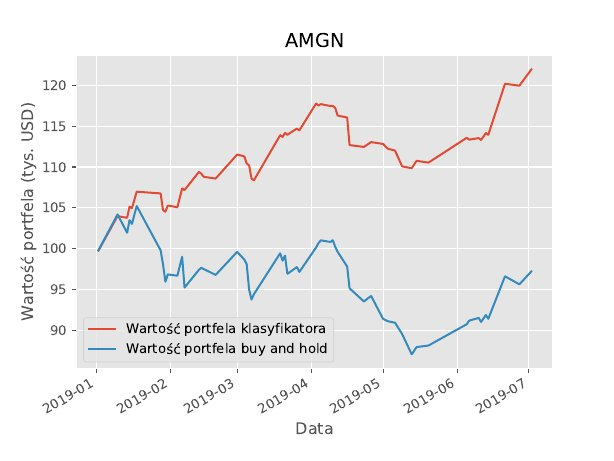 AMGN
Wartość portfela (tys. USD)
120
115
110
105
100
95
90
Wartość portfela klasyfikatora
Wartość portfela buy and hold
2019-01
2019-02
2019-03
2019-04
2019-05
2019-06
2019-07
Data